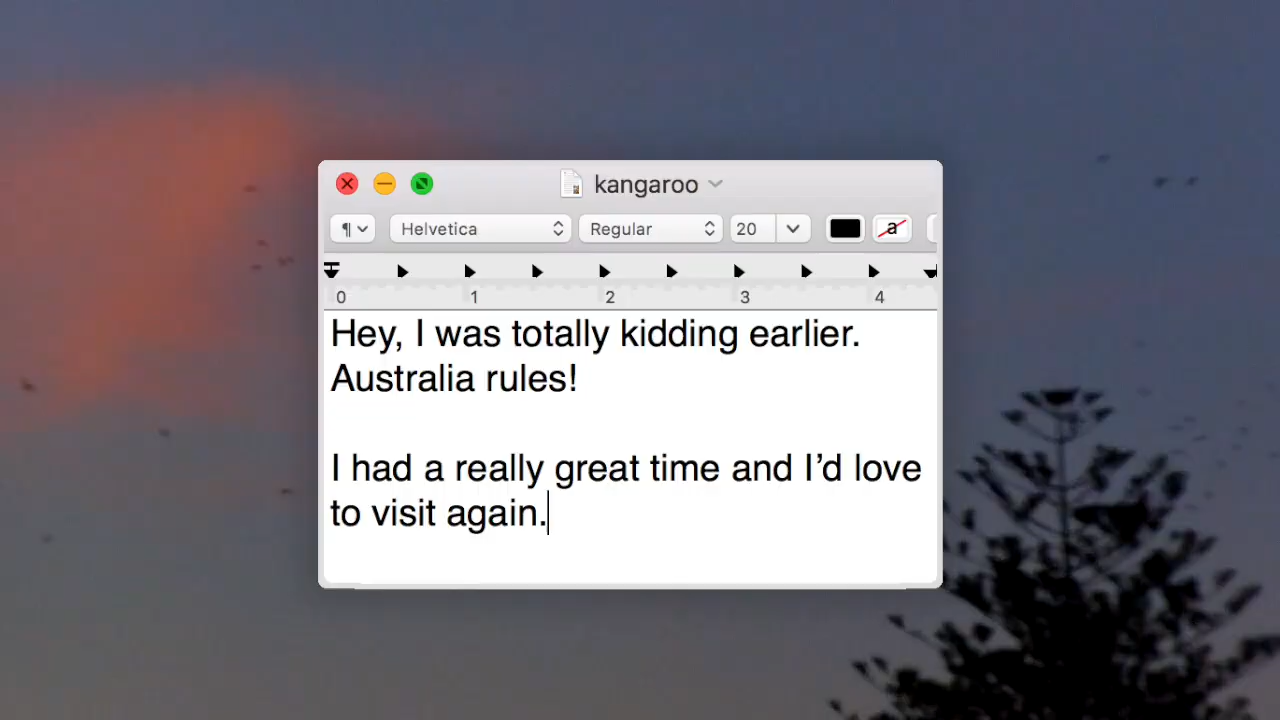 kangaroo
¶ Helvetica Regular 20 a
0 1 2 3 4
Hey, I was totally kidding earlier.
Australia rules!
I had a really great time and I’d love
to visit again.